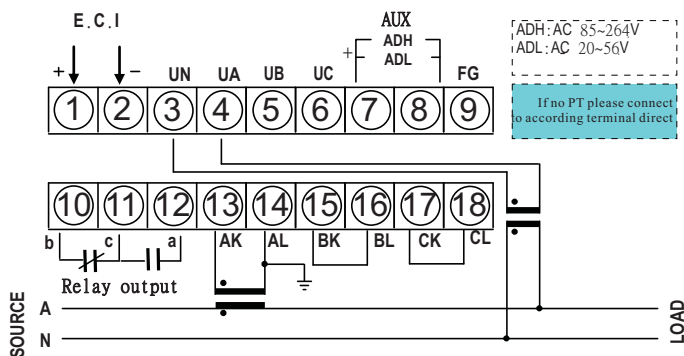 E.C.I
AUX
ADH
ADL
+ − UN UA UB UC + FG
1 2 3 4 5 6 7 8 9
ADH:AC 85~264V
ADL:AC 20~56V
If no PT please connect
to according terminal direct
10 11 12 13 14 15 16 17 18
b c a AK AL BK BL CK CL
Relay output
SOURCE
A
N
LOAD